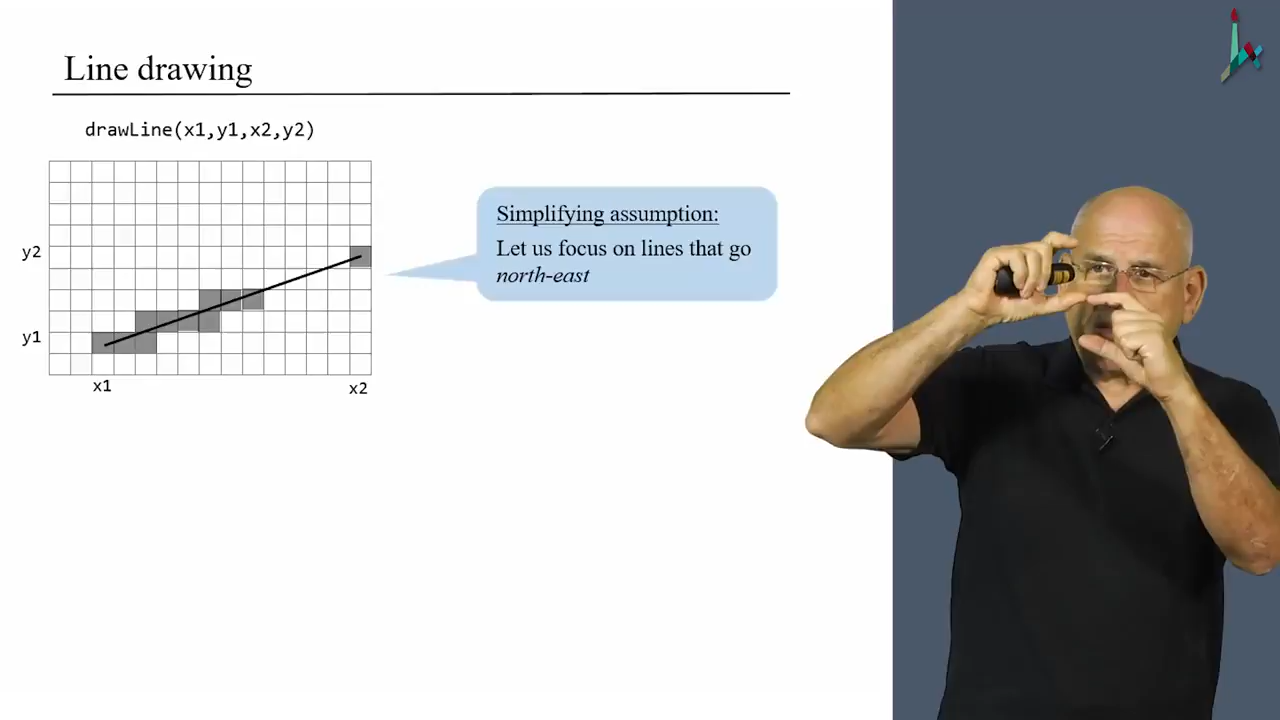 Line drawing
drawLine(x1,y1,x2,y2)
Simplifying assumption:
Let us focus on lines that go
north-east
y2
y1
x1
x2